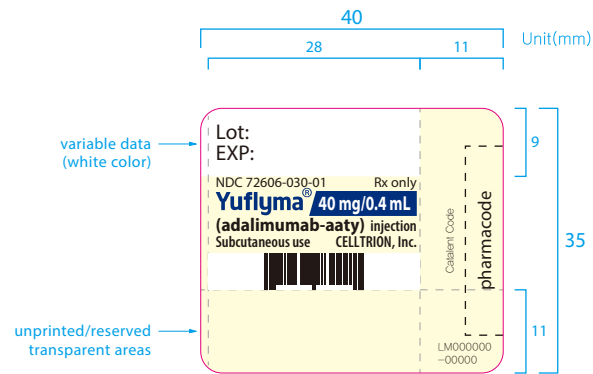 40
28
11
Unit(mm)
variable data
(white color)
Lot:
EXP:
9
NDC 72606-030-01 Rx only
Yuflyma® 40 mg/0.4 mL
(adalimumab-aaty) injection
Subcutaneous use CELLTRION, Inc.
Catalent Code
pharmacode
35
unprinted/reserved
transparent areas
11
LM000000
-00000